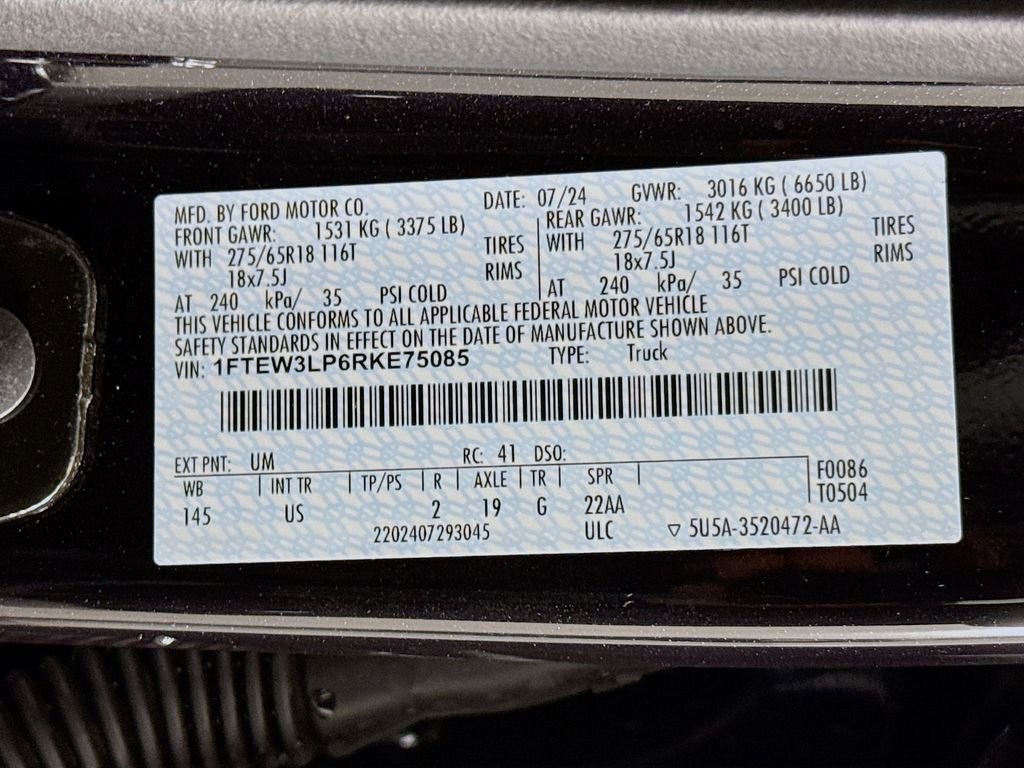 MFD. BY FORD MOTOR CO. DATE: 07/24 GVWR: 3016 KG ( 6650 LB)
FRONT GAWR: 1531 KG ( 3375 LB) REAR GAWR: 1542 KG ( 3400 LB)
WITH 275/65R18 116T TIRES WITH 275/65R18 116T TIRES
18x7.5J RIMS 18x7.5J RIMS
AT 240 kPa/ 35 PSI COLD AT 240 kPa/ 35 PSI COLD
THIS VEHICLE CONFORMS TO ALL APPLICABLE FEDERAL MOTOR VEHICLE
SAFETY STANDARDS IN EFFECT ON THE DATE OF MANUFACTURE SHOWN ABOVE.
VIN: 1FTEW3LP6RKE75085 TYPE: Truck
EXT PNT: UM RC: 41 DSO:
WB INT TR TP/PS R AXLE TR SPR F0086
145 US 2 19 G 22AA T0504
2202407293045 ULC ▽ 5U5A-3520472-AA